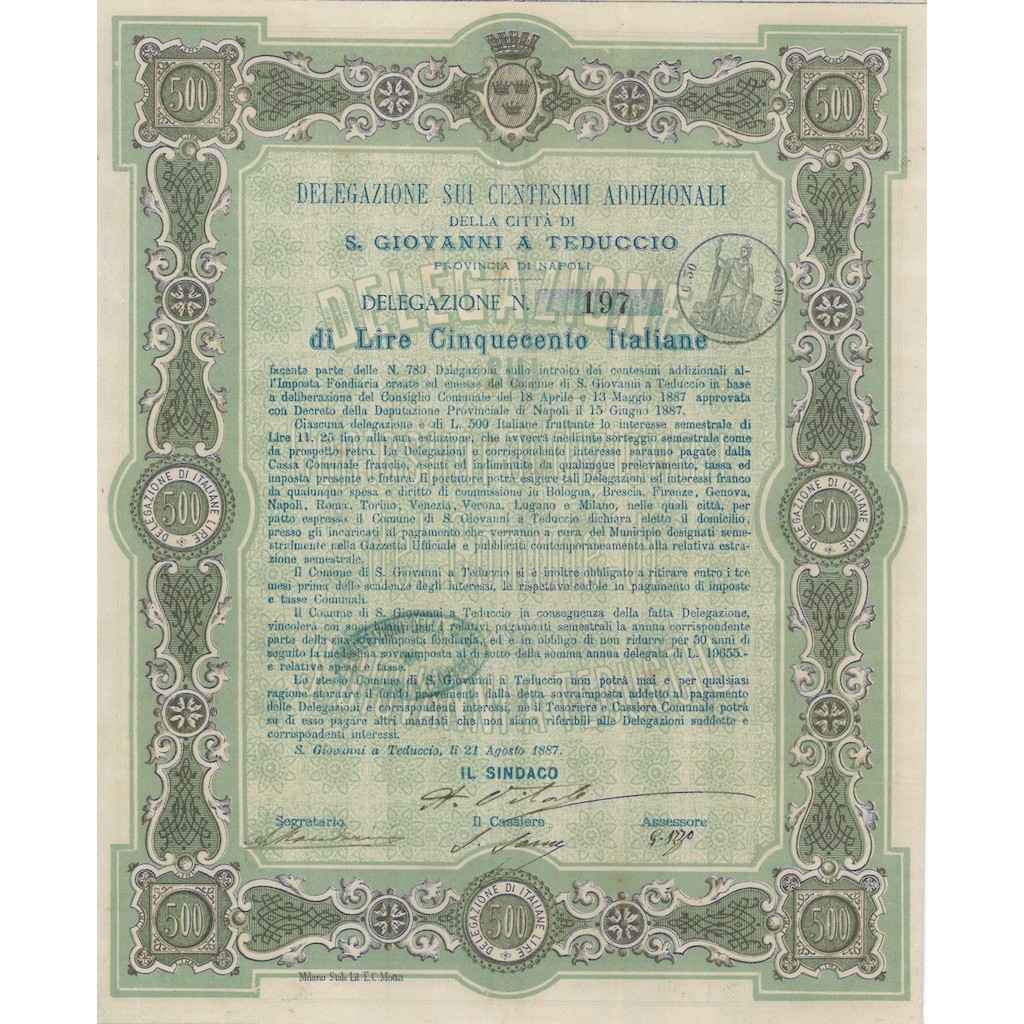 500
500
DELEGAZIONE SUI CENTESIMI ADDIZIONALI
DELLA CITTÀ DI
S. GIOVANNI A TEDUCCIO
PROVINCIA DI NAPOLI
C. 50
DELEGAZIONE N. 197
di Lire Cinquecento Italiane
facente parte delle N. 789 Delegazioni sullo introito dei centesimi addizionali al-
l'Imposta Fondiaria create ed emesse del Comune di S. Giovanni a Teduccio in base
a deliberazione del Consiglio Comunale del 18 Aprile e 13 Maggio 1887 approvata
con Decreto della Deputazione Provinciale di Napoli il 15 Giugno 1887.
Ciascuna delegazione è di L. 500 Italiane fruttante lo interesse semestrale di
Lire 11. 25 fino alla sua estinzione, che avverrà mediante sorteggio semestrale come
da prospetto retro. Le Delegazioni e corrispondente interesse saranno pagate dalla
Cassa Comunale franche, esenti ed indiminuite da qualunque prelevamento, tassa ed
imposta presente e futura. Il portatore potrà esigere tali Delegazioni ed interessi franco
da qualunque spesa e diritto di commissione in Bologna, Brescia, Firenze, Genova,
Napoli, Roma, Torino, Venezia, Verona, Lugano e Milano, nelle quali città, per
patto espresso il Comune di S. Giovanni a Teduccio dichiara eletto il domicilio,
presso gli incaricati al pagamento che verranno a cura del Municipio designati seme-
stralmente nella Gazzetta Ufficiale e pubblicati contemporaneamente alla relativa estra-
zione semestrale.
Il Comune di S. Giovanni a Teduccio si è inoltre obbligato a ritirare entro i tre
mesi prima delle scadenze degli interessi, le rispettive cedole in pagamento di imposte
e tasse Comunali.
Il Comune di S. Giovanni a Teduccio in conseguenza della fatta Delegazione,
vincolera coi suoi pei relativi pagamenti semestrali la annua corrispondente
parte della sua sovraimposta fondiaria, ed è in obbligo di non ridurre per 50 anni di
seguito la medesima sovraimposta al di sotto della somma annua delegata di L. 19655.-
e relative spese e tasse.
Lo stesso Comune di S. Giovanni a Teduccio non potrà mai e per qualsiasi
ragione stornare il fondo proveniente dalla detta sovraimposta addetto al pagamento
delle Delegazioni e corrispondenti interessi, ne il Tesoriere e Cassiere Comunale potrà
su di esso pagare altri mandati che non siano riferibili alle Delegazioni suddette e
corrispondenti interessi.
S. Giovanni a Teduccio, li 21 Agosto 1887.
IL SINDACO
Segretario Il Cassiere Assessore
DELEGAZIONE DI ITALIANE LIRE 500
DELEGAZIONE DI ITALIANE LIRE 500
500
DELEGAZIONE DI ITALIANE LIRE 500
500
Milano Stab. Lit. E. C. Motta